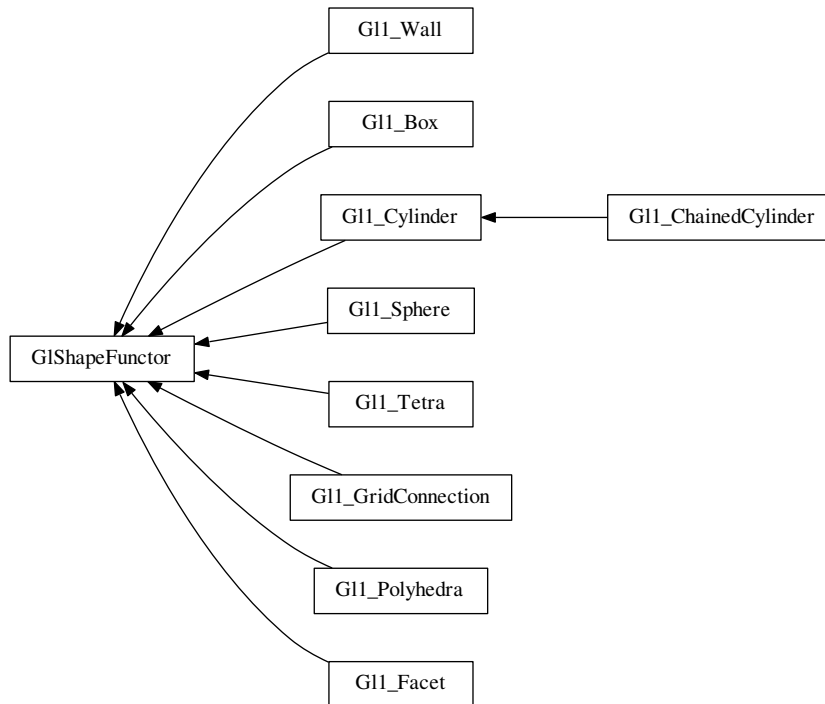 Gl1_Wall
Gl1_Box
Gl1_Cylinder
Gl1_ChainedCylinder
Gl1_Sphere
GlShapeFunctor
Gl1_Tetra
Gl1_GridConnection
Gl1_Polyhedra
Gl1_Facet